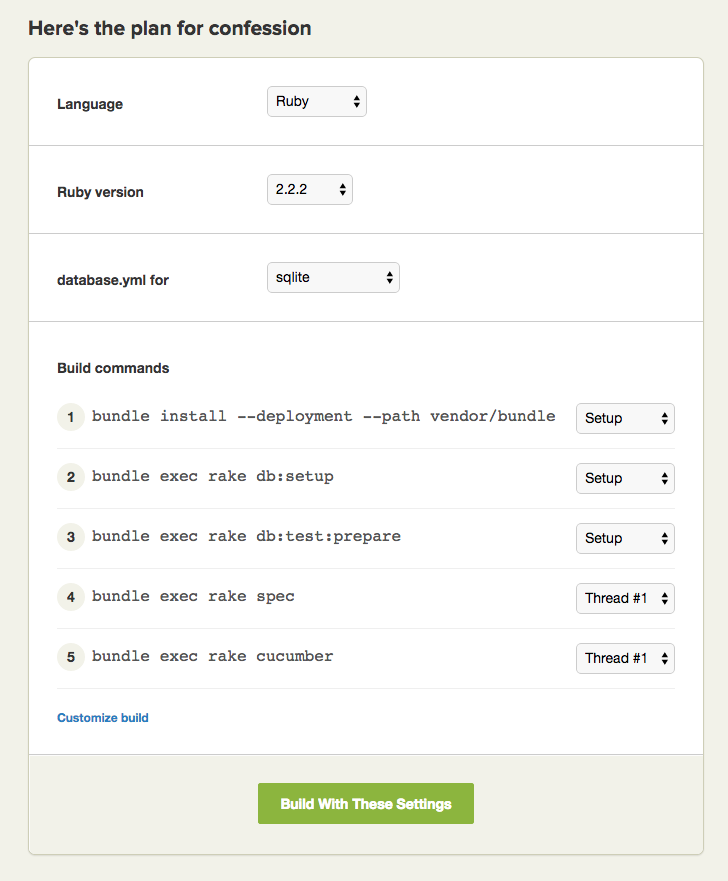 Here's the plan for confession
Language
Ruby
Ruby version
2.2.2
database.yml for
sqlite
Build commands
1 bundle install --deployment --path vendor/bundle Setup
2 bundle exec rake db:setup Setup
3 bundle exec rake db:test:prepare Setup
4 bundle exec rake spec Thread #1
5 bundle exec rake cucumber Thread #1
Customize build
Build With These Settings